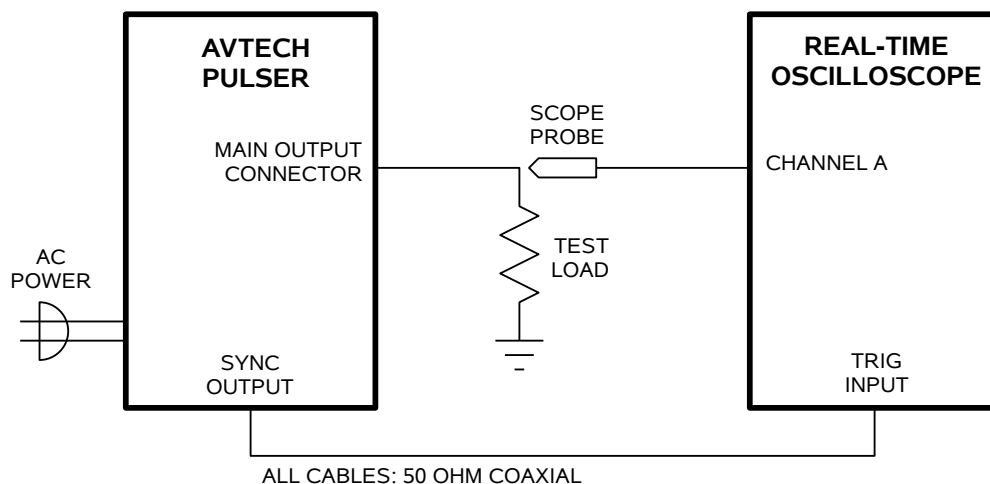 AVTECH
PULSER
REAL-TIME
OSCILLOSCOPE
SCOPE
PROBE
MAIN OUTPUT
CONNECTOR
CHANNEL A
TEST
LOAD
AC
POWER
SYNC
OUTPUT
TRIG
INPUT
ALL CABLES: 50 OHM COAXIAL